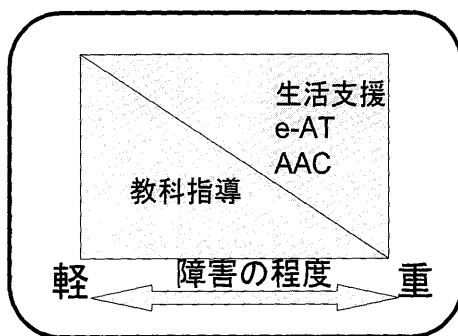 生活支援
e-AT
AAC
教科指導
障害の程度
軽
重